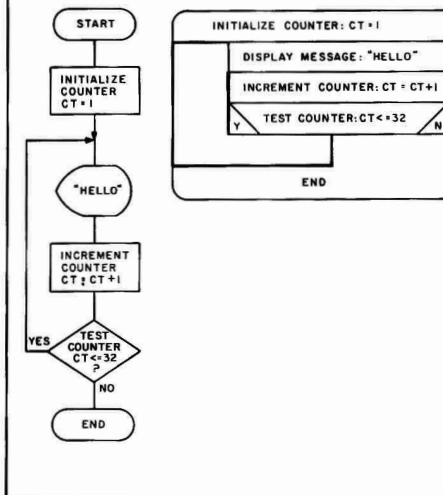 START
INITIALIZE
COUNTER
CT=1
"HELLO"
INCREMENT
COUNTER
CT=CT+1
TEST
COUNTER
CT<=32
?
YES
NO
END
INITIALIZE COUNTER: CT=1
DISPLAY MESSAGE: "HELLO"
INCREMENT COUNTER: CT=CT+1
Y TEST COUNTER: CT<=32 N
END